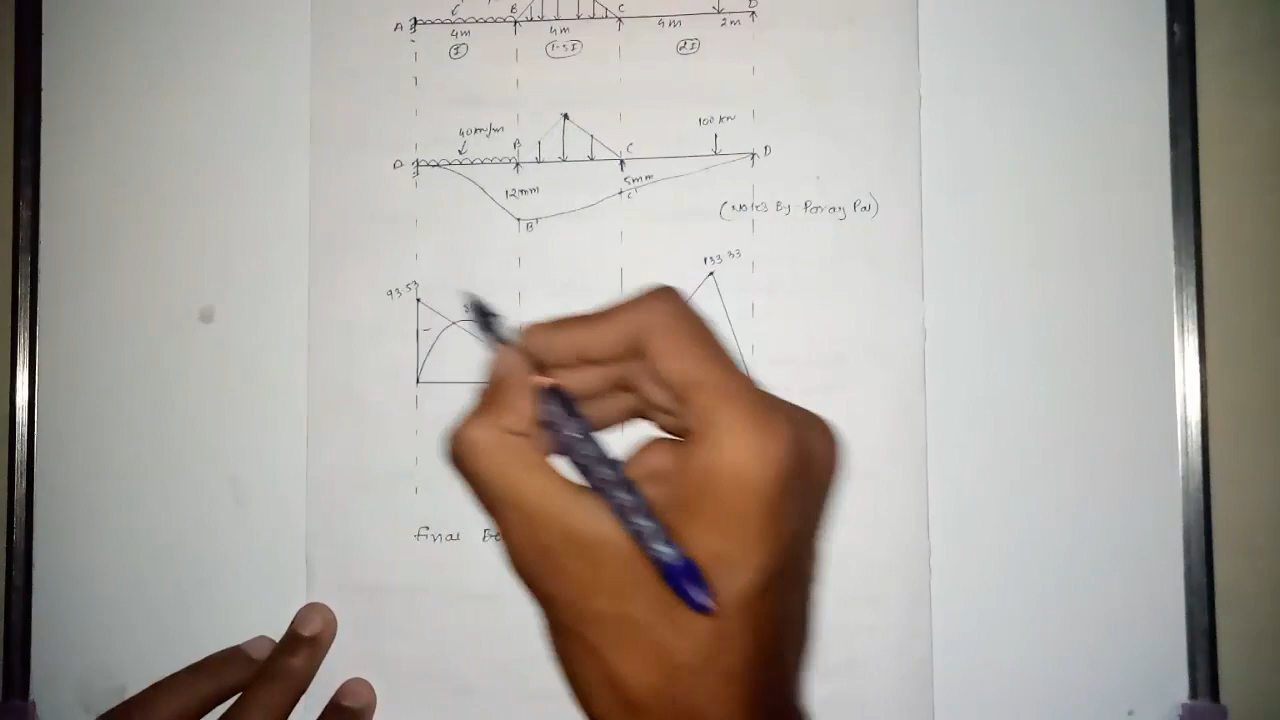 A B C D
4m 4m 4m 2m
I 1.5I 2I
40kN/m B 100 kN
C D
12mm 5mm
B' C'
(Notes By Parag Pal)
133.33
93.53
final